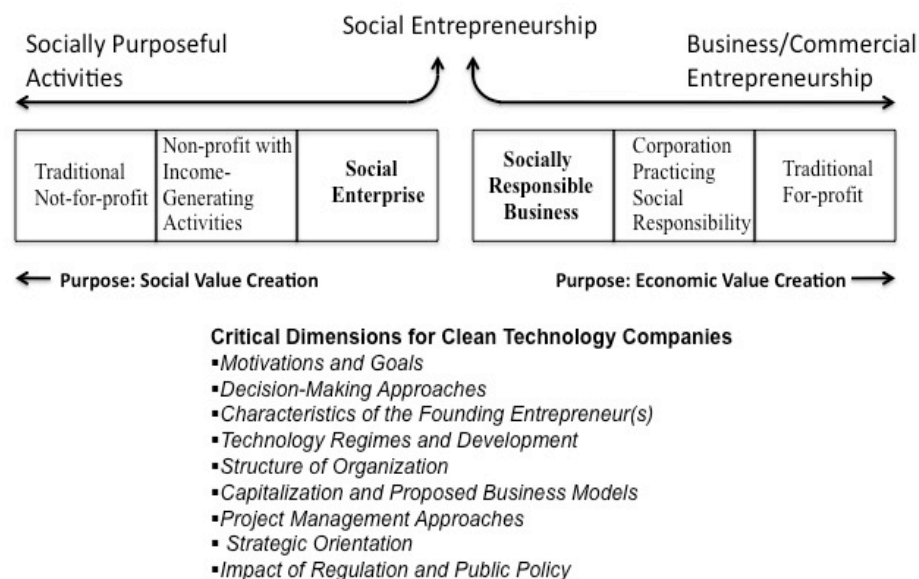 Social Entrepreneurship
Socially Purposeful
Activities
Business/Commercial
Entrepreneurship
Traditional
Not-for-profit
Non-profit with
Income-
Generating
Activities
Social
Enterprise
Socially
Responsible
Business
Corporation
Practicing
Social
Responsibility
Traditional
For-profit
Purpose: Social Value Creation
Purpose: Economic Value Creation
Critical Dimensions for Clean Technology Companies
▪Motivations and Goals
▪Decision-Making Approaches
▪Characteristics of the Founding Entrepreneur(s)
▪Technology Regimes and Development
▪Structure of Organization
▪Capitalization and Proposed Business Models
▪Project Management Approaches
▪ Strategic Orientation
▪Impact of Regulation and Public Policy